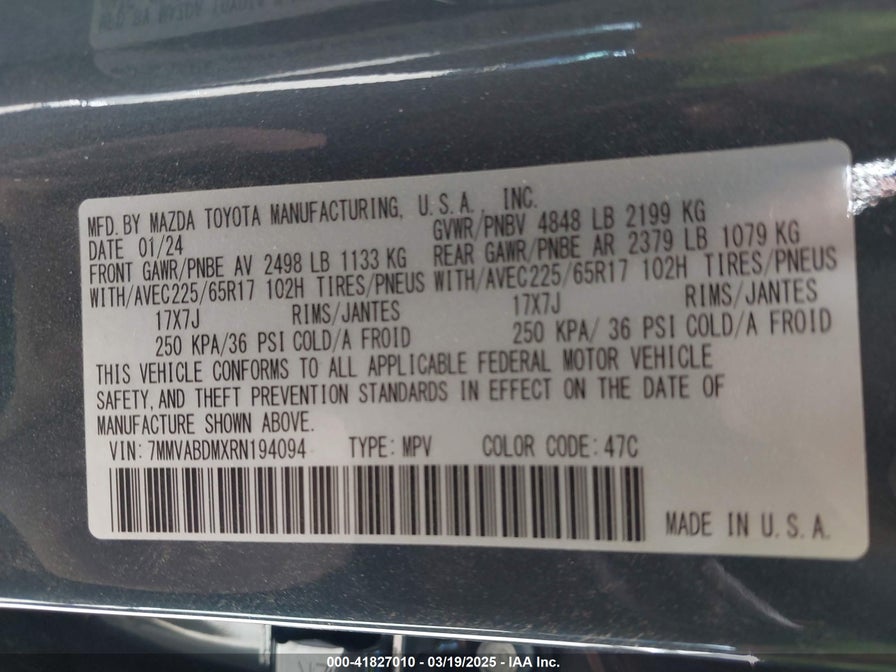 MFD. BY MAZDA TOYOTA MANUFACTURING, U.S.A., INC.
DATE 01/24 GVWR/PNBV 4848 LB 2199 KG
FRONT GAWR/PNBE AV 2498 LB 1133 KG REAR GAWR/PNBE AR 2379 LB 1079 KG
WITH/AVEC225/65R17 102H TIRES/PNEUS WITH/AVEC225/65R17 102H TIRES/PNEUS
17X7J RIMS/JANTES 17X7J RIMS/JANTES
250 KPA/36 PSI COLD/A FROID 250 KPA/ 36 PSI COLD/A FROID
THIS VEHICLE CONFORMS TO ALL APPLICABLE FEDERAL MOTOR VEHICLE
SAFETY, AND THEFT PREVENTION STANDARDS IN EFFECT ON THE DATE OF
MANUFACTURE SHOWN ABOVE.
VIN: 7MMVABDMXRN194094 TYPE: MPV COLOR CODE: 47C
MADE IN U.S.A.
000-41827010 - 03/19/2025 - IAA Inc.